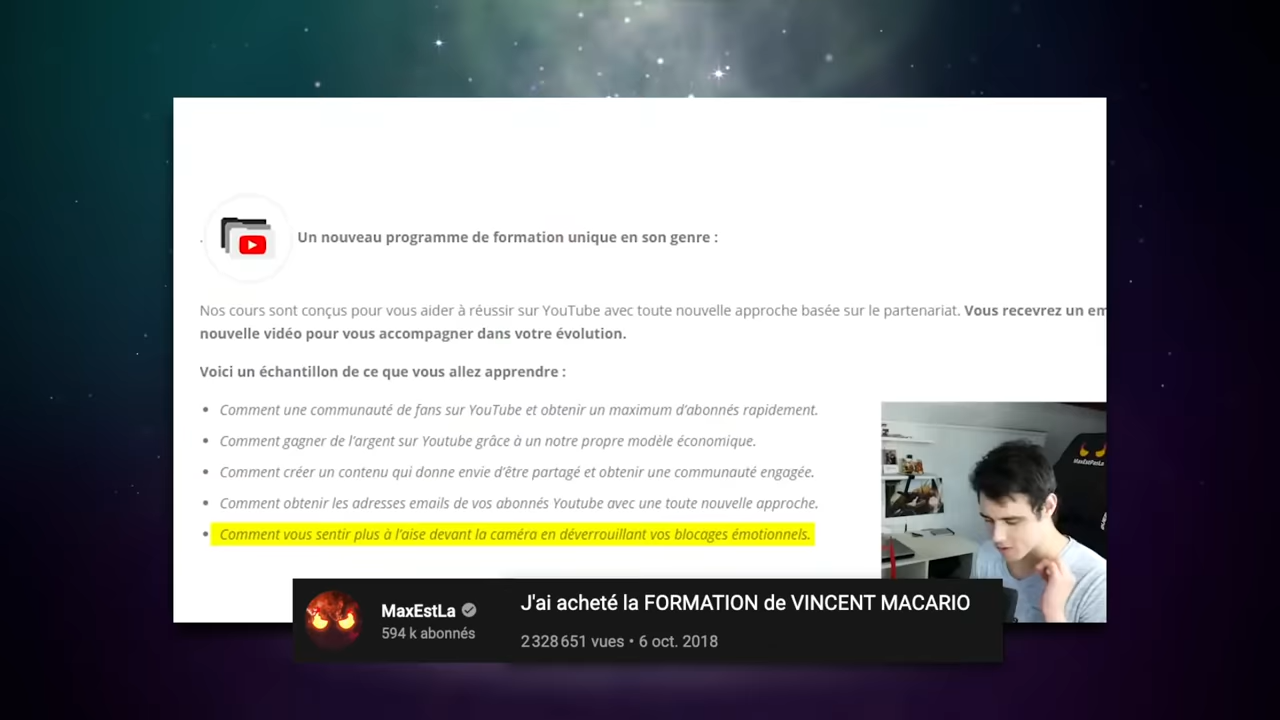 . Un nouveau programme de formation unique en son genre :
Nos cours sont conçus pour vous aider à réussir sur YouTube avec toute nouvelle approche basée sur le partenariat. Vous recevrez un em
nouvelle vidéo pour vous accompagner dans votre évolution.
Voici un échantillon de ce que vous allez apprendre :
• Comment une communauté de fans sur YouTube et obtenir un maximum d'abonnés rapidement.
• Comment gagner de l'argent sur Youtube grâce à un notre propre modèle économique.
• Comment créer un contenu qui donne envie d'être partagé et obtenir une communauté engagée.
• Comment obtenir les adresses emails de vos abonnés Youtube avec une toute nouvelle approche.
• Comment vous sentir plus à l'aise devant la caméra en déverrouillant vos blocages émotionnels.
MaxEstPasLa
MaxEstLa
594 k abonnés
J'ai acheté la FORMATION de VINCENT MACARIO
2 328 651 vues • 6 oct. 2018